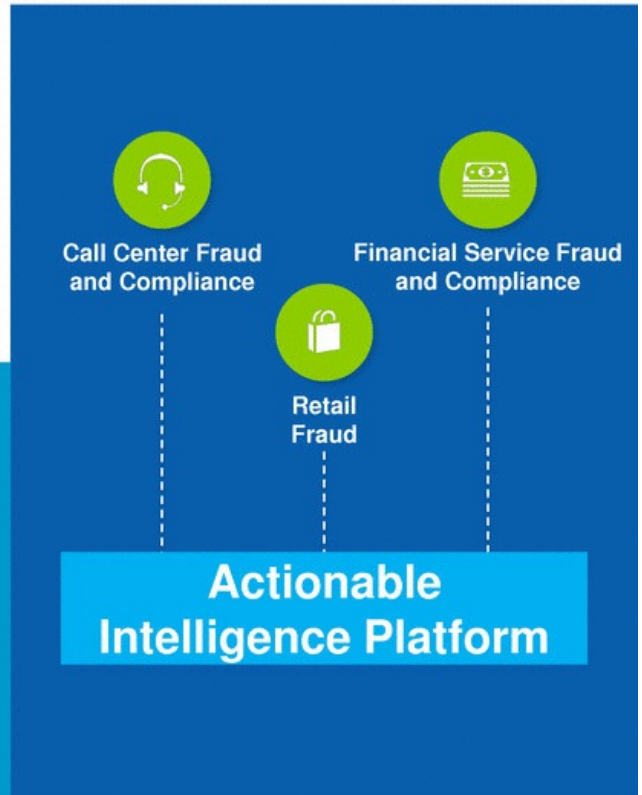 Call Center Fraud
and Compliance
Financial Service Fraud
and Compliance
Retail
Fraud
Actionable
Intelligence Platform